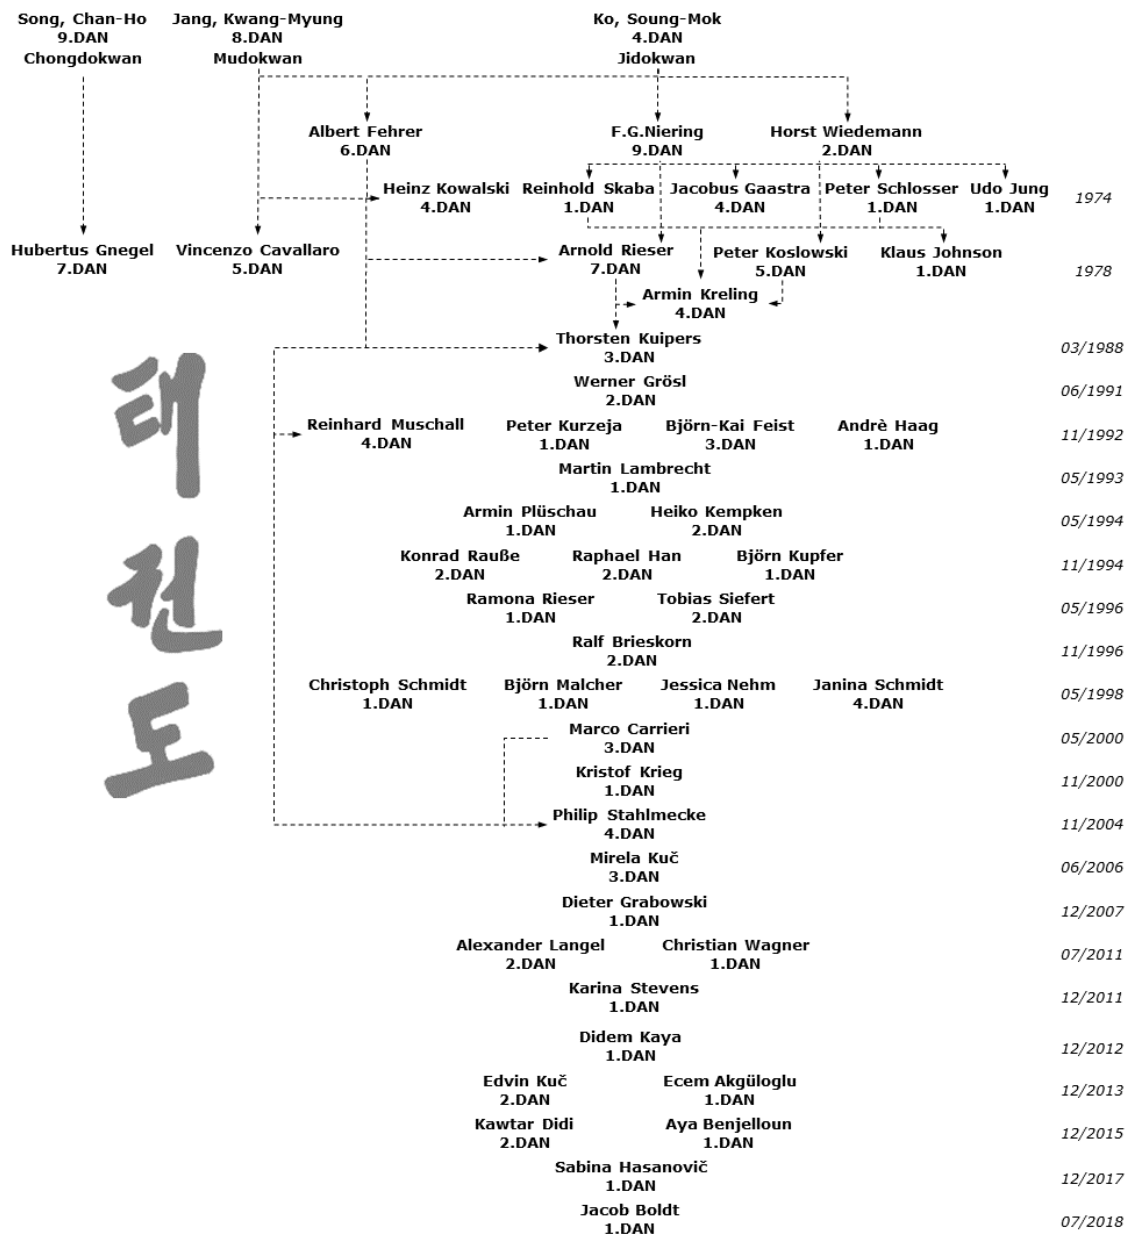 Song, Chan-Ho Jang, Kwang-Myung Ko, Soung-Mok
9.DAN 8.DAN 4.DAN
Chongdokwan Mudokwan Jidokwan
Albert Fehrer F.G.Niering Horst Wiedemann
6.DAN 9.DAN 2.DAN
Heinz Kowalski Reinhold Skaba Jacobus Gaastra Peter Schlosser Udo Jung 1974
4.DAN 1.DAN 4.DAN 1.DAN 1.DAN
Hubertus Gnegel Vincenzo Cavallaro Arnold Rieser Peter Koslowski Klaus Johnson
7.DAN 5.DAN 7.DAN 5.DAN 1.DAN 1978
Armin Kreling
4.DAN
Thorsten Kuipers 03/1988
3.DAN
Werner Grösl 06/1991
2.DAN
Reinhard Muschall Peter Kurzeja Björn-Kai Feist Andrè Haag 11/1992
4.DAN 1.DAN 3.DAN 1.DAN
Martin Lambrecht 05/1993
1.DAN
Armin Plüschau Heiko Kempken 05/1994
1.DAN 2.DAN
Konrad Rauße Raphael Han Björn Kupfer 11/1994
2.DAN 2.DAN 1.DAN
Ramona Rieser Tobias Siefert 05/1996
1.DAN 2.DAN
Ralf Brieskorn 11/1996
2.DAN
Christoph Schmidt Björn Malcher Jessica Nehm Janina Schmidt 05/1998
1.DAN 1.DAN 1.DAN 4.DAN
Marco Carrieri 05/2000
3.DAN
Kristof Krieg 11/2000
1.DAN
Philip Stahlmecke 11/2004
4.DAN
Mirela Kuč 06/2006
3.DAN
Dieter Grabowski 12/2007
1.DAN
Alexander Langel Christian Wagner 07/2011
2.DAN 1.DAN
Karina Stevens 12/2011
1.DAN
Didem Kaya 12/2012
1.DAN
Edvin Kuč Ecem Akgüloglu 12/2013
2.DAN 1.DAN
Kawtar Didi Aya Benjelloun 12/2015
2.DAN 1.DAN
Sabina Hasanovič 12/2017
1.DAN
Jacob Boldt 07/2018
1.DAN
태
권
도